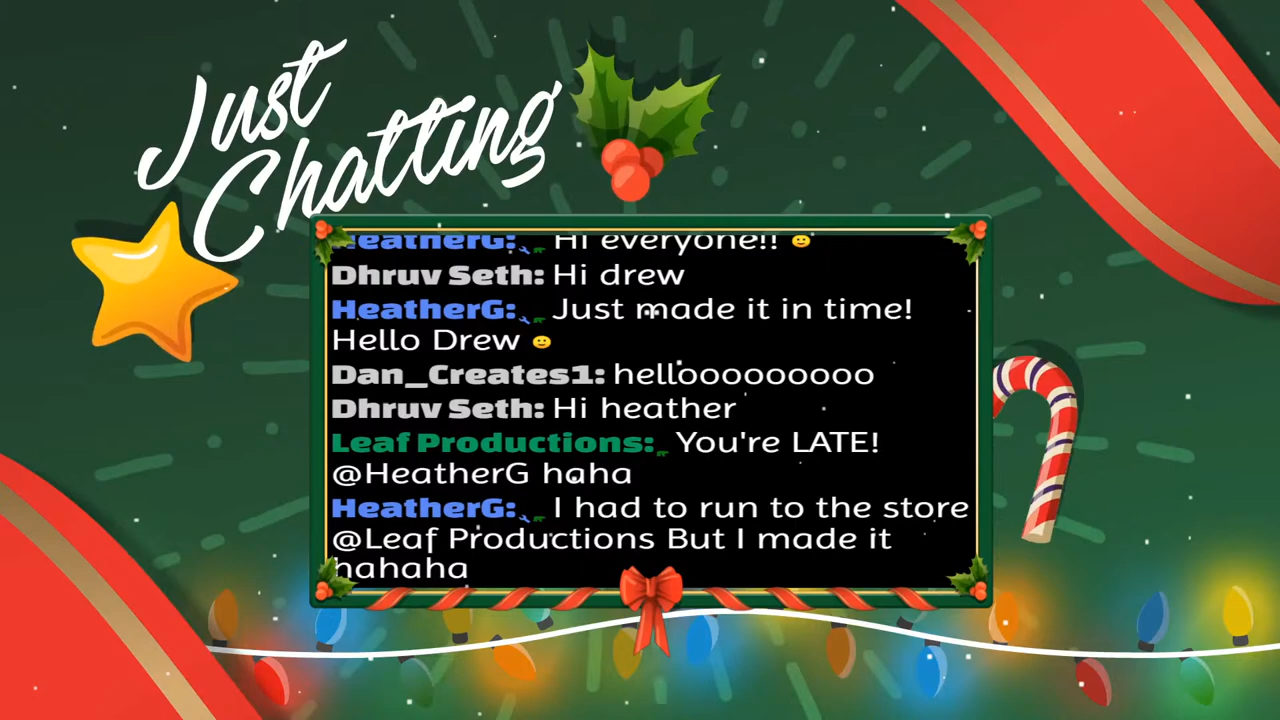 Just
Chatting
HeatherG: Hi everyone!! 🙂
Dhruv Seth: Hi drew
HeatherG: Just made it in time!
Hello Drew 🙂
Dan_Creates1: hellooooooooo
Dhruv Seth: Hi heather
Leaf Productions: You're LATE!
@HeatherG haha
HeatherG: I had to run to the store
@Leaf Productions But I made it
hahaha